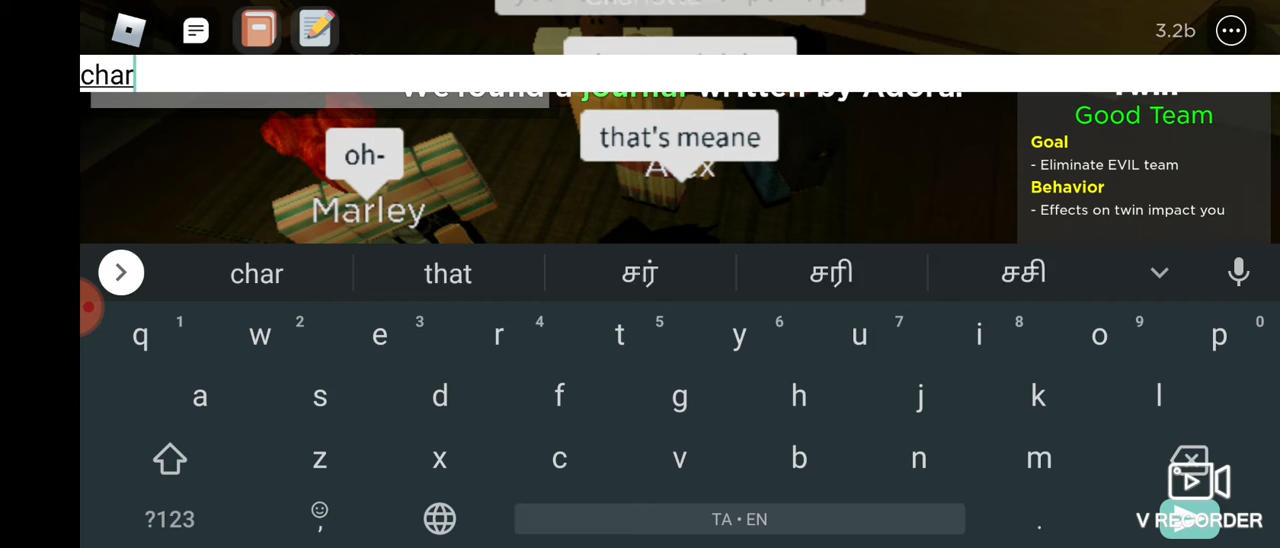 3.2b
char
We found a journal written by Adora.
Twin
Good Team
Goal
- Eliminate EVIL team
Behavior
- Effects on twin impact you
that's meane
Alex
oh-
Marley
char that சர் சரி சசி
q 1 w 2 e 3 r 4 t 5 y 6 u 7 i 8 o 9 p 0
a s d f g h j k l
z x c v b n m
?123 , TA • EN .
V RECORDER